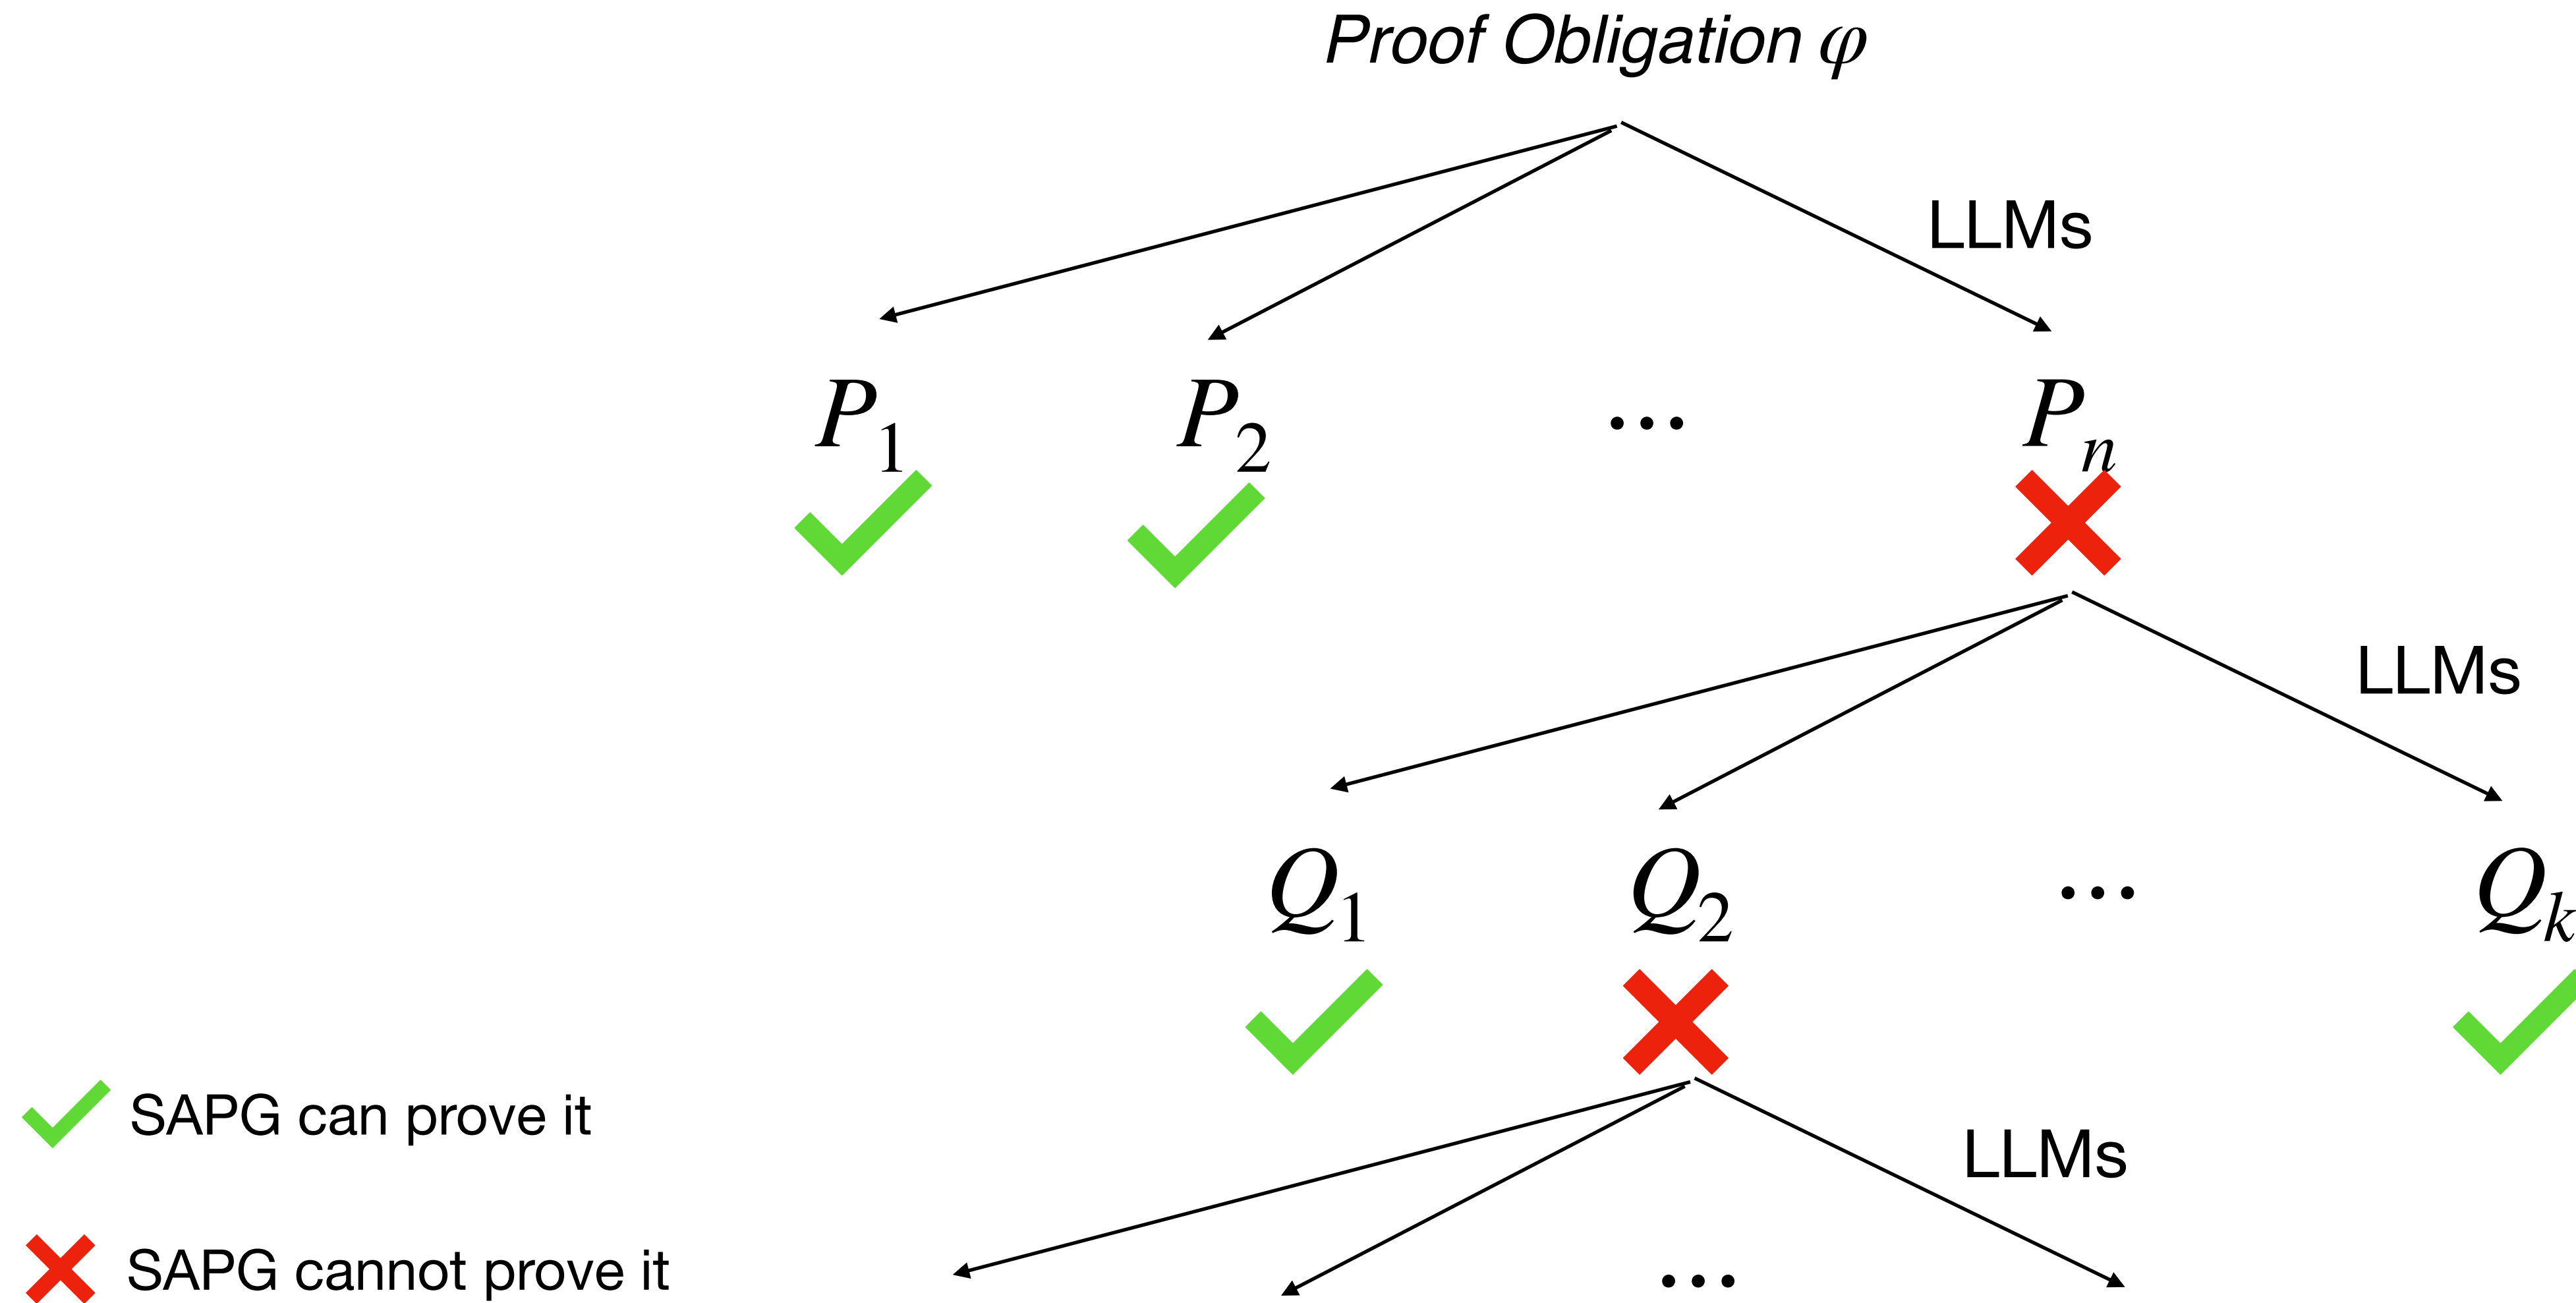 Proof Obligation φ
LLMs
P1 P2 ... Pn
LLMs
Q1 Q2 ... Qk
SAPG can prove it
LLMs
SAPG cannot prove it
...